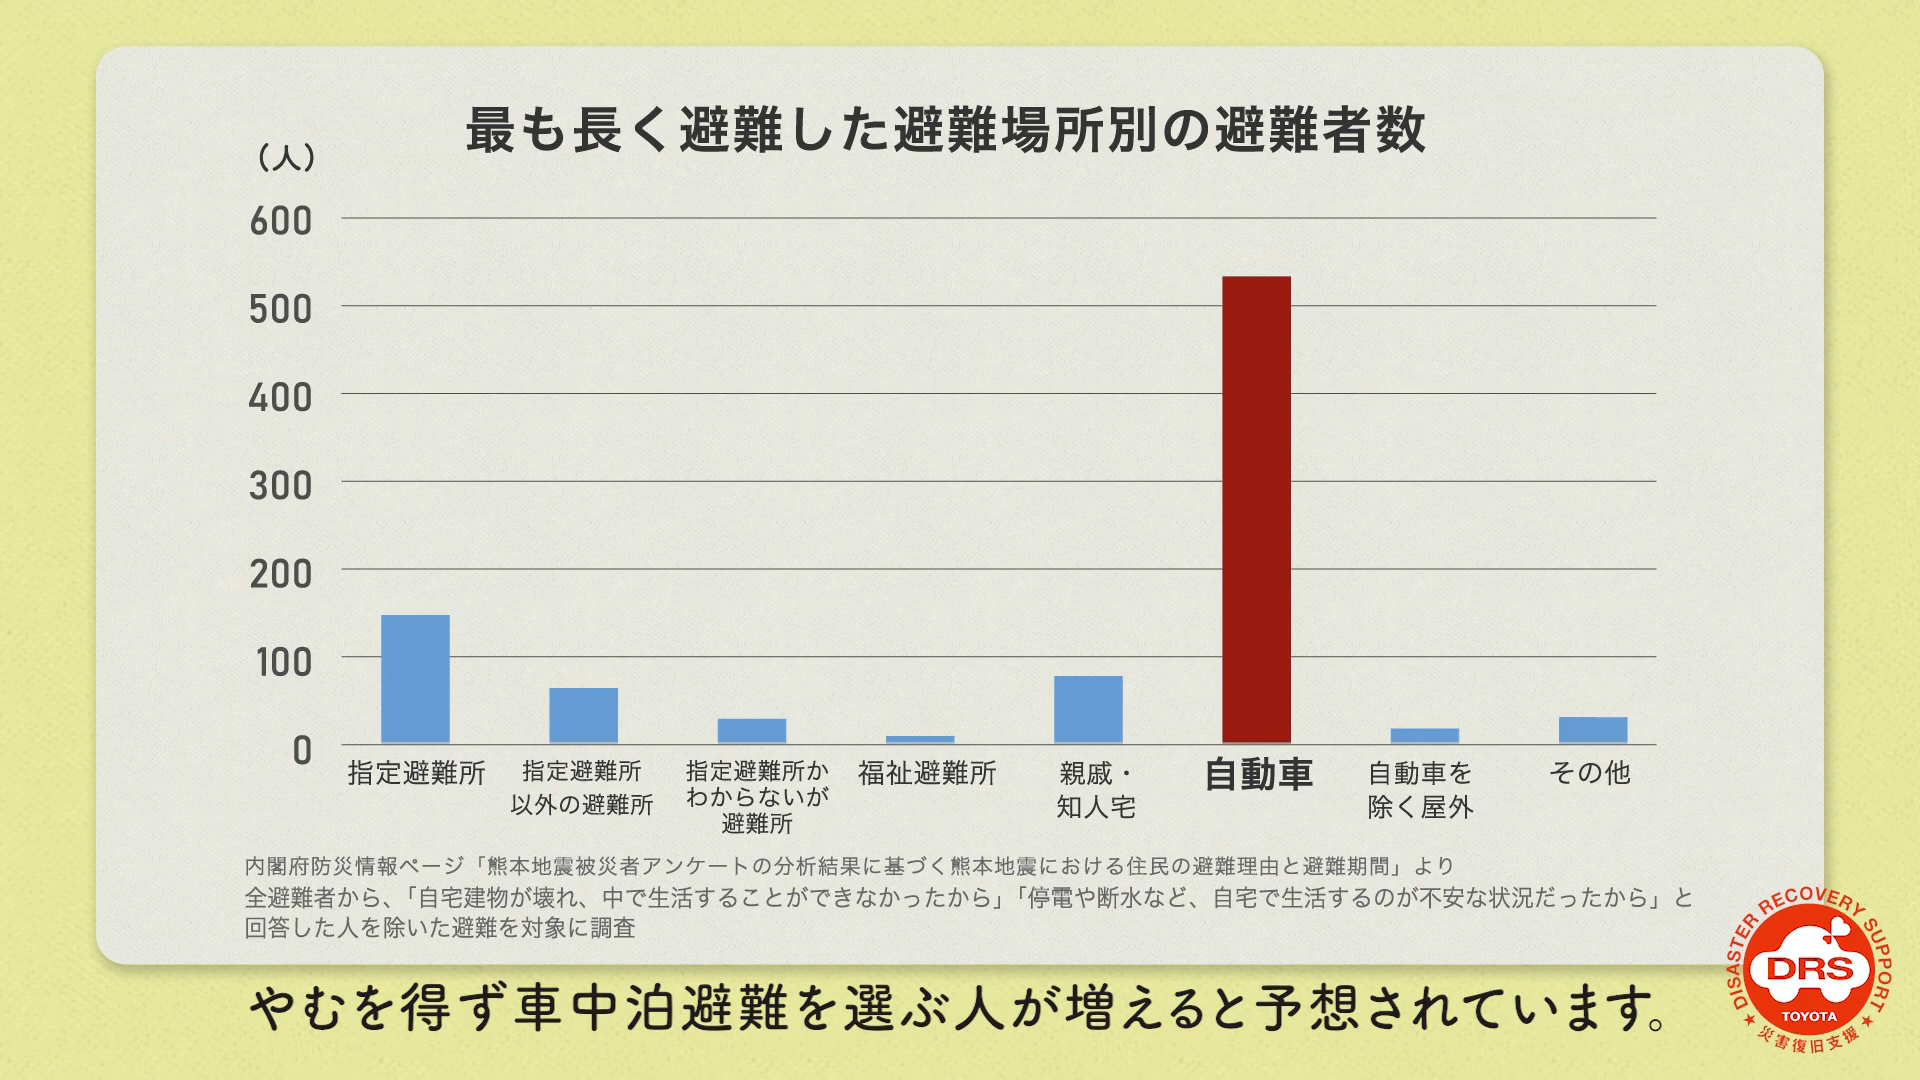 最も長く避難した避難場所別の避難者数
（人）
600
500
400
300
200
100
0
指定避難所
指定避難所
以外の避難所
指定避難所か
わからないが
避難所
福祉避難所
親戚・
知人宅
自動車
自動車を
除く屋外
その他
内閣府防災情報ページ「熊本地震被災者アンケートの分析結果に基づく熊本地震における住民の避難理由と避難期間」より
全避難者から、「自宅建物が壊れ、中で生活することができなかったから」「停電や断水など、自宅で生活するのが不安な状況だったから」と
回答した人を除いた避難を対象に調査
やむを得ず車中泊避難を選ぶ人が増えると予想されています。
DISASTER RECOVERY SUPPORT
DRS
TOYOTA
★ 災害復旧支援 ★